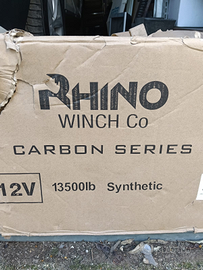 RHINO
WINCH Co
CARBON SERIES
12V 13500lb Synthetic